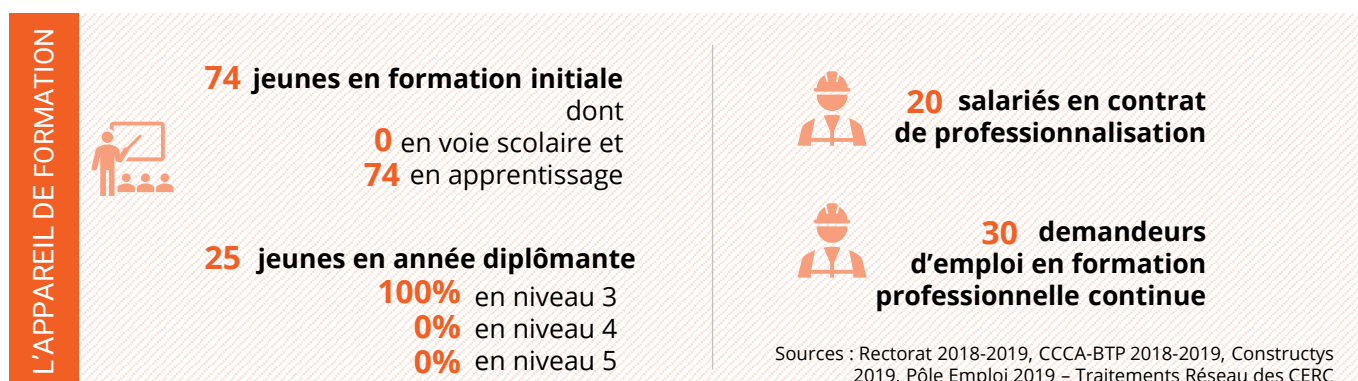 L'APPAREIL DE FORMATION
74 jeunes en formation initiale
dont
0 en voie scolaire et
74 en apprentissage
25 jeunes en année diplômante
100% en niveau 3
0% en niveau 4
0% en niveau 5
20 salariés en contrat
de professionnalisation
30 demandeurs
d'emploi en formation
professionnelle continue
Sources : Rectorat 2018-2019, CCCA-BTP 2018-2019, Constructys
2019, Pôle Emploi 2019 – Traitements Réseau des CERC